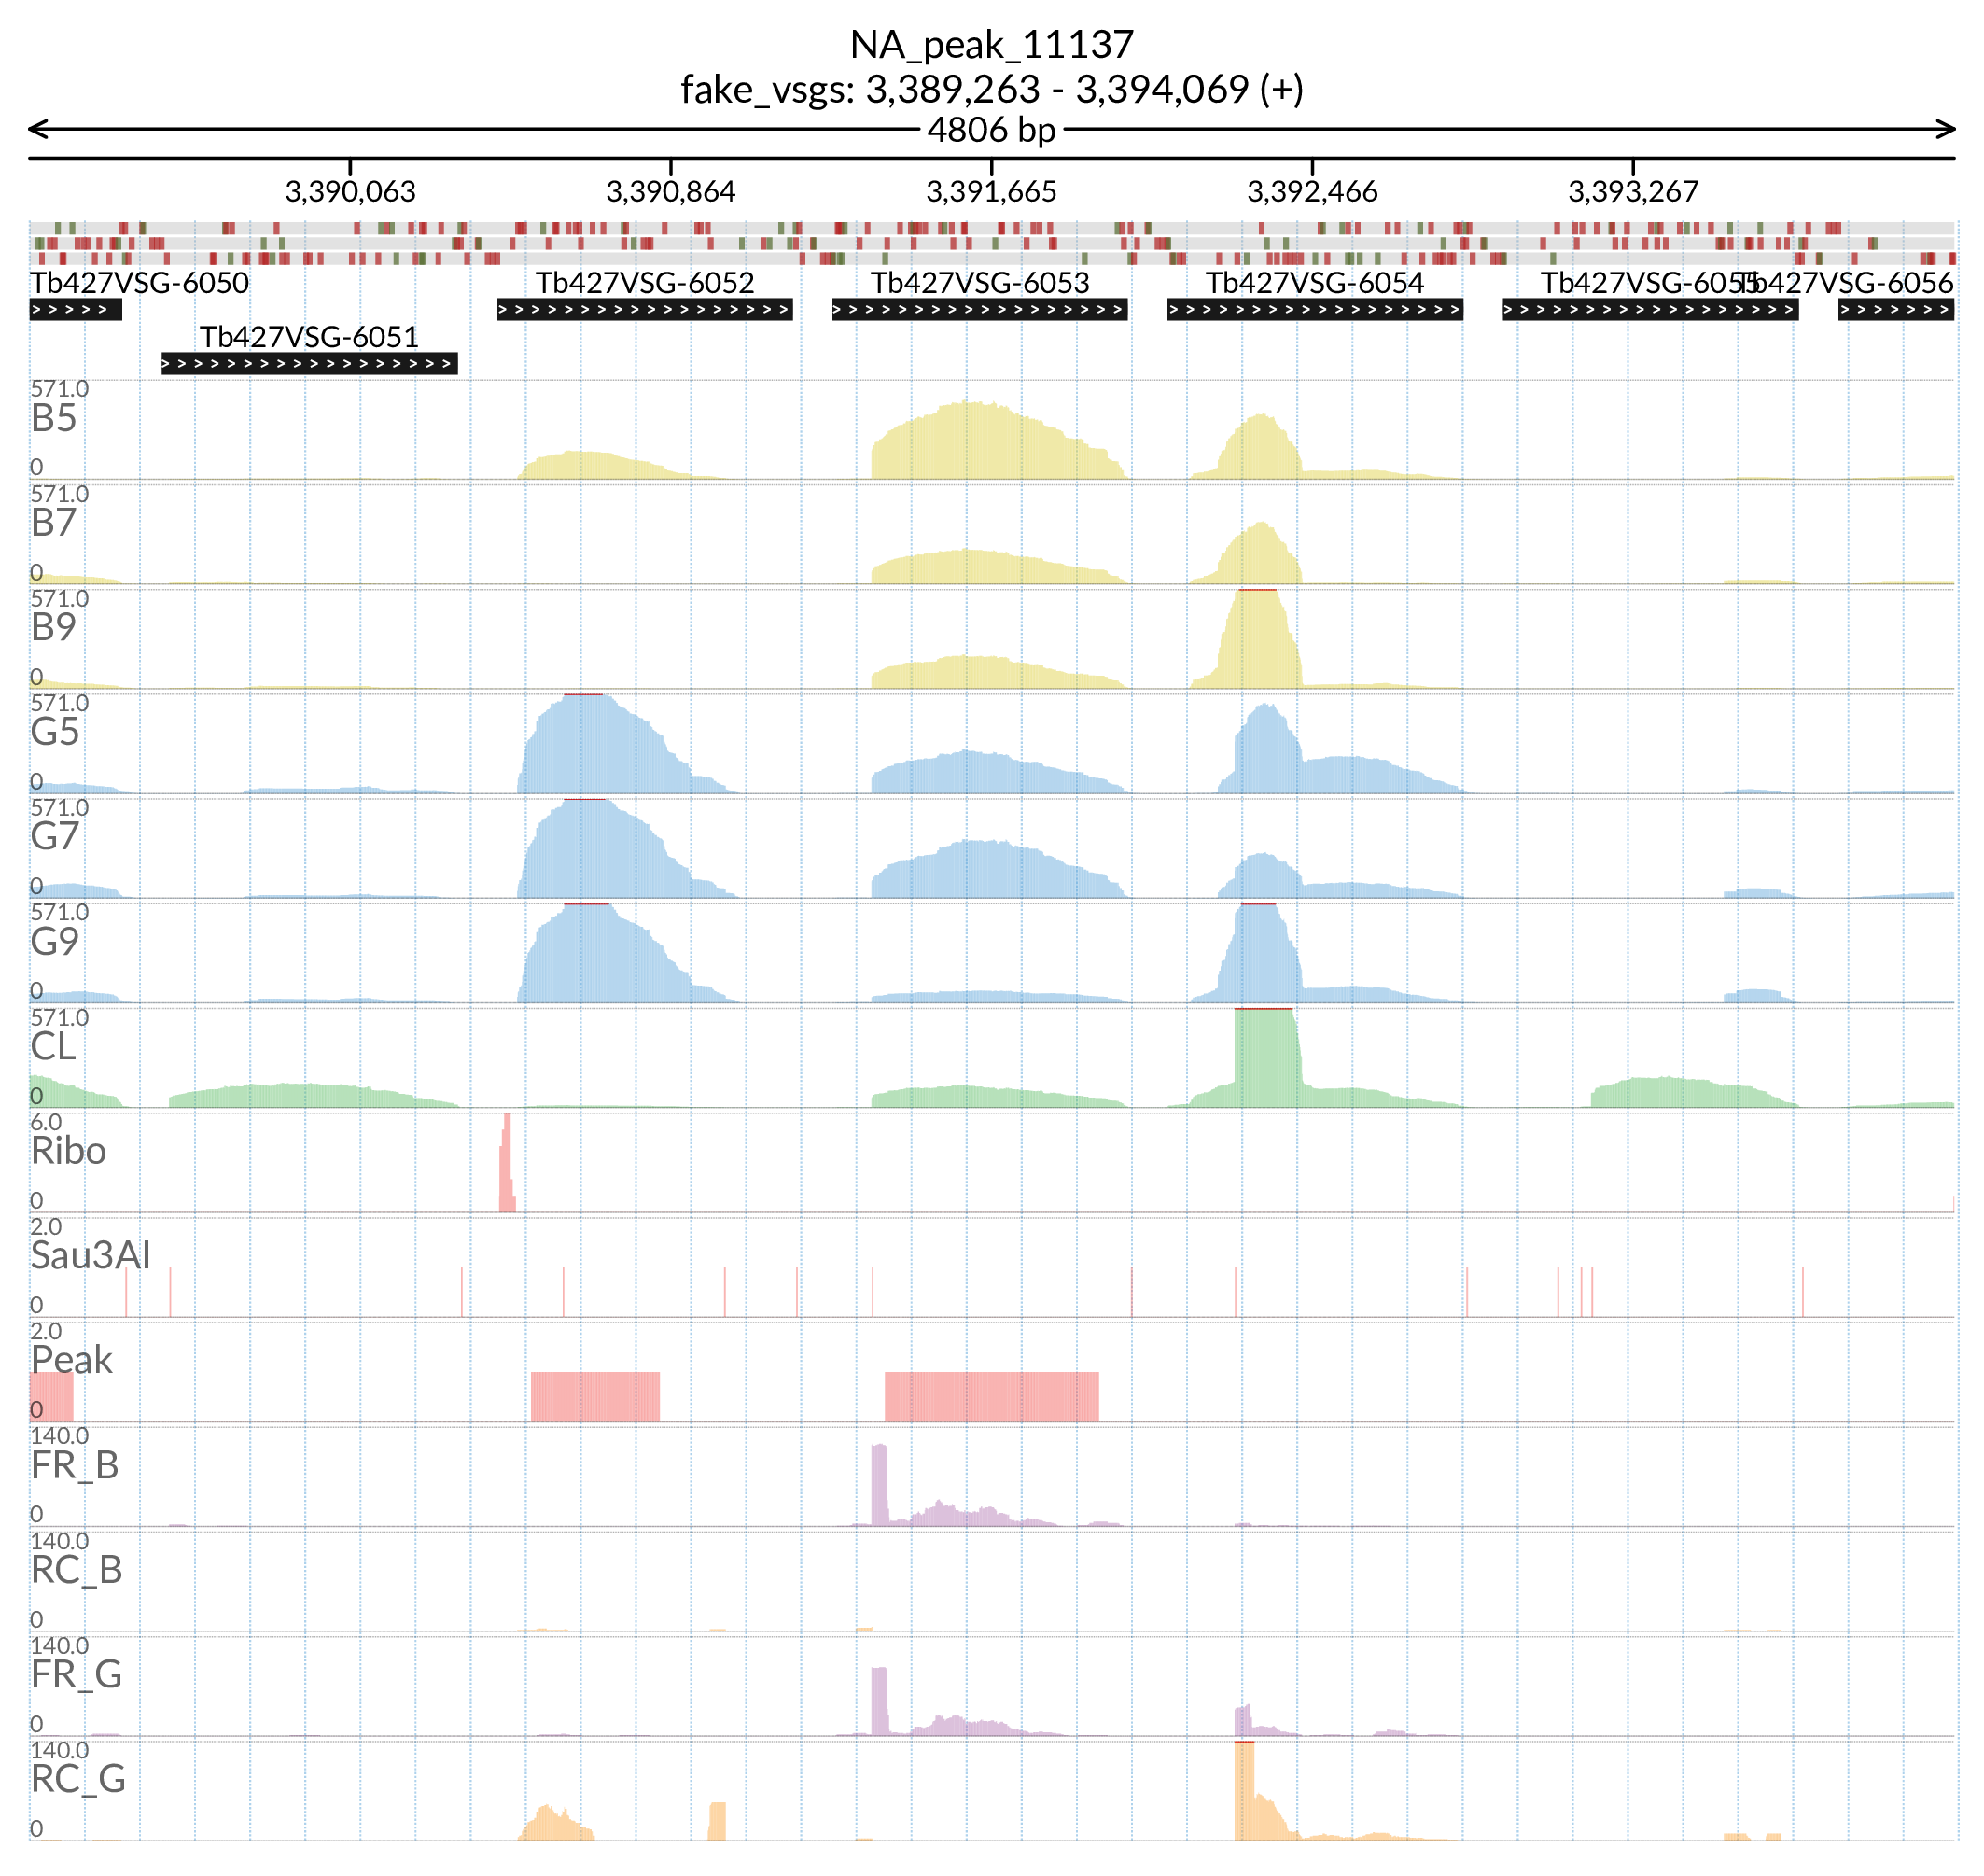 NA_peak_11137
fake_vsgs: 3,389,263 - 3,394,069 (+)
4806 bp
3,390,063 3,390,864 3,391,665 3,392,466 3,393,267
Tb427VSG-6050 Tb427VSG-6052 Tb427VSG-6053 Tb427VSG-6054 Tb427VSG-6055 Tb427VSG-6056
Tb427VSG-6051
571.0
B5
0
571.0
B7
0
571.0
B9
0
571.0
G5
0
571.0
G7
0
571.0
G9
0
571.0
CL
0
6.0
Ribo
0
2.0
Sau3AI
0
2.0
Peak
0
140.0
FR_B
0
140.0
RC_B
0
140.0
FR_G
0
140.0
RC_G
0